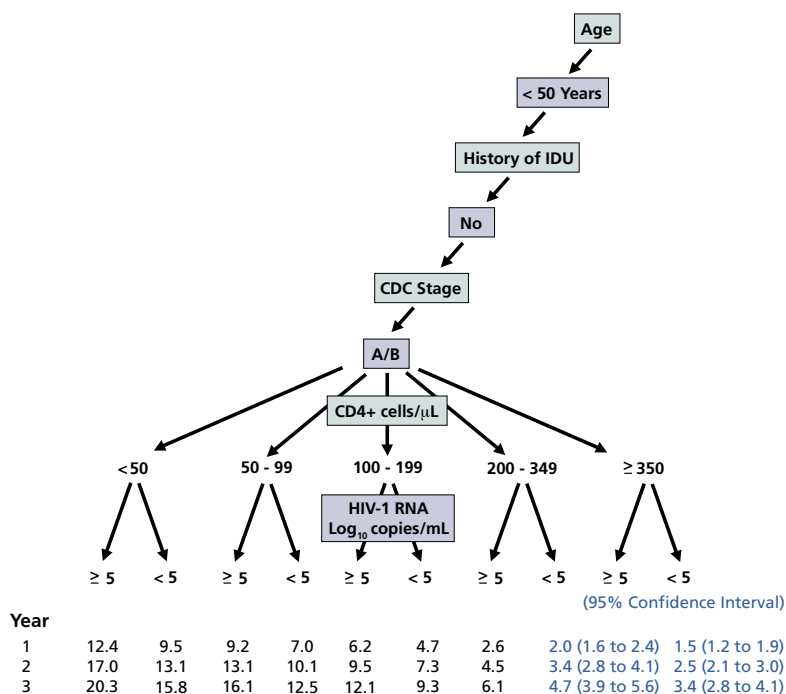 Age
< 50 Years
History of IDU
No
CDC Stage
A/B
CD4+ cells/μL
<50 50 - 99 100 - 199 200 - 349 ≥350
HIV-1 RNA
Log10 copies/mL
≥ 5 < 5 ≥ 5 < 5 ≥ 5 < 5 ≥ 5 < 5 ≥ 5 < 5
(95% Confidence Interval)
Year
1 12.4 9.5 9.2 7.0 6.2 4.7 2.6 2.0 (1.6 to 2.4) 1.5 (1.2 to 1.9)
2 17.0 13.1 13.1 10.1 9.5 7.3 4.5 3.4 (2.8 to 4.1) 2.5 (2.1 to 3.0)
3 20.3 15.8 16.1 12.5 12.1 9.3 6.1 4.7 (3.9 to 5.6) 3.4 (2.8 to 4.1)